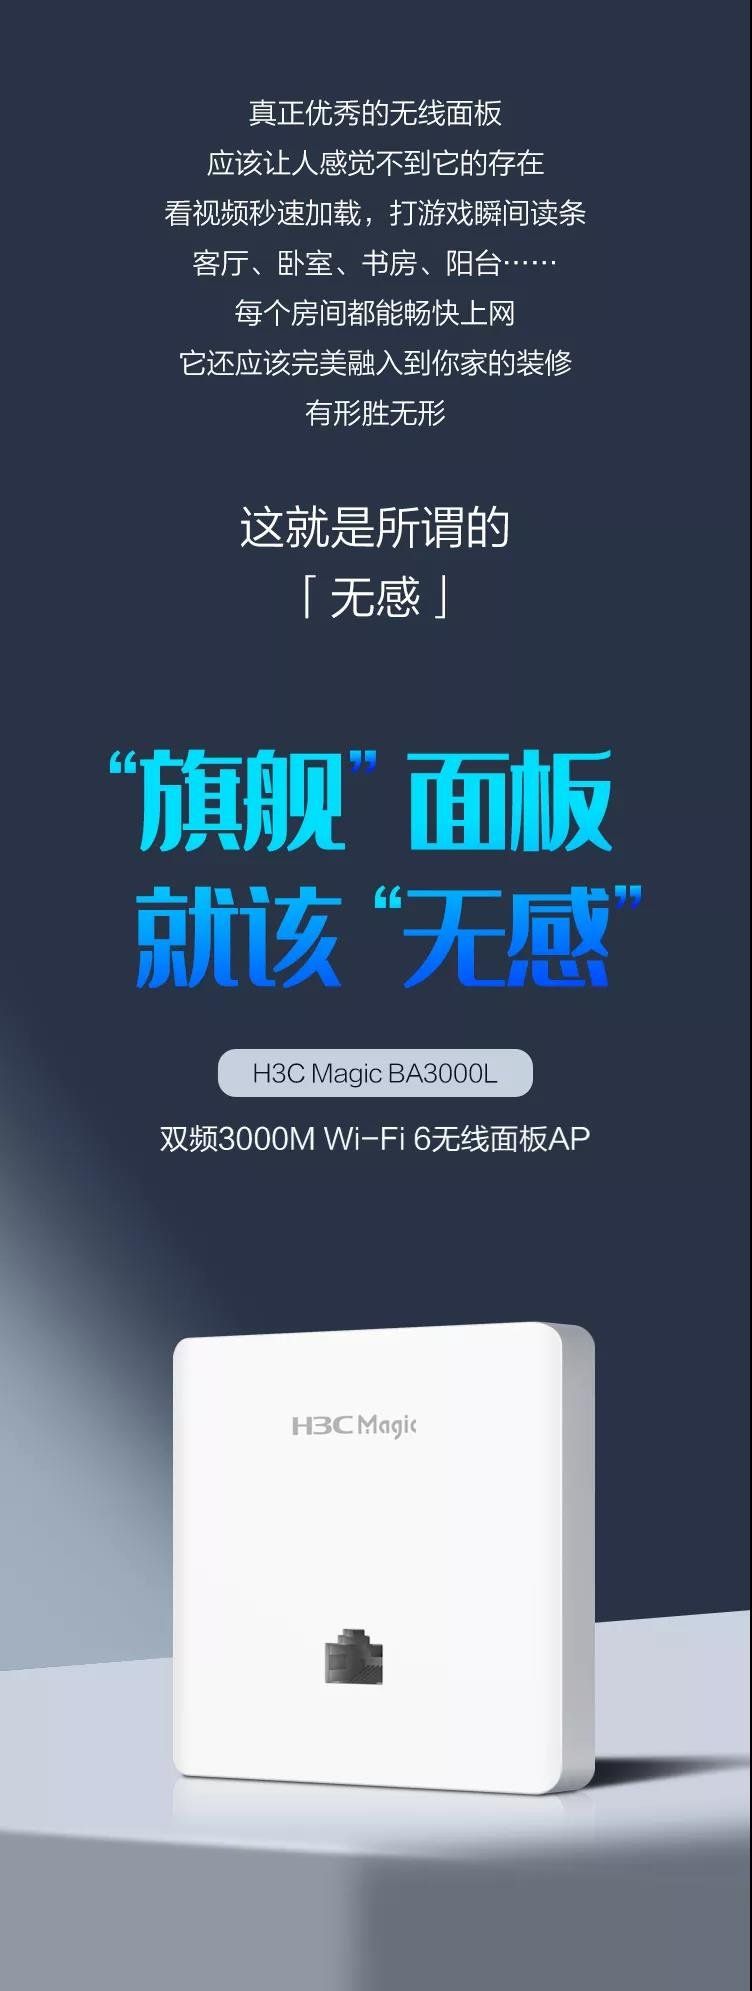 真正优秀的无线面板
应该让人感觉不到它的存在
看视频秒速加载，打游戏瞬间读条
客厅、卧室、书房、阳台……
每个房间都能畅快上网
它还应该完美融入到你家的装修
有形胜无形
这就是所谓的
「无感」
“旗舰”面板
就该“无感”
H3C Magic BA3000L
双频3000M Wi-Fi 6无线面板AP
H3C Magic